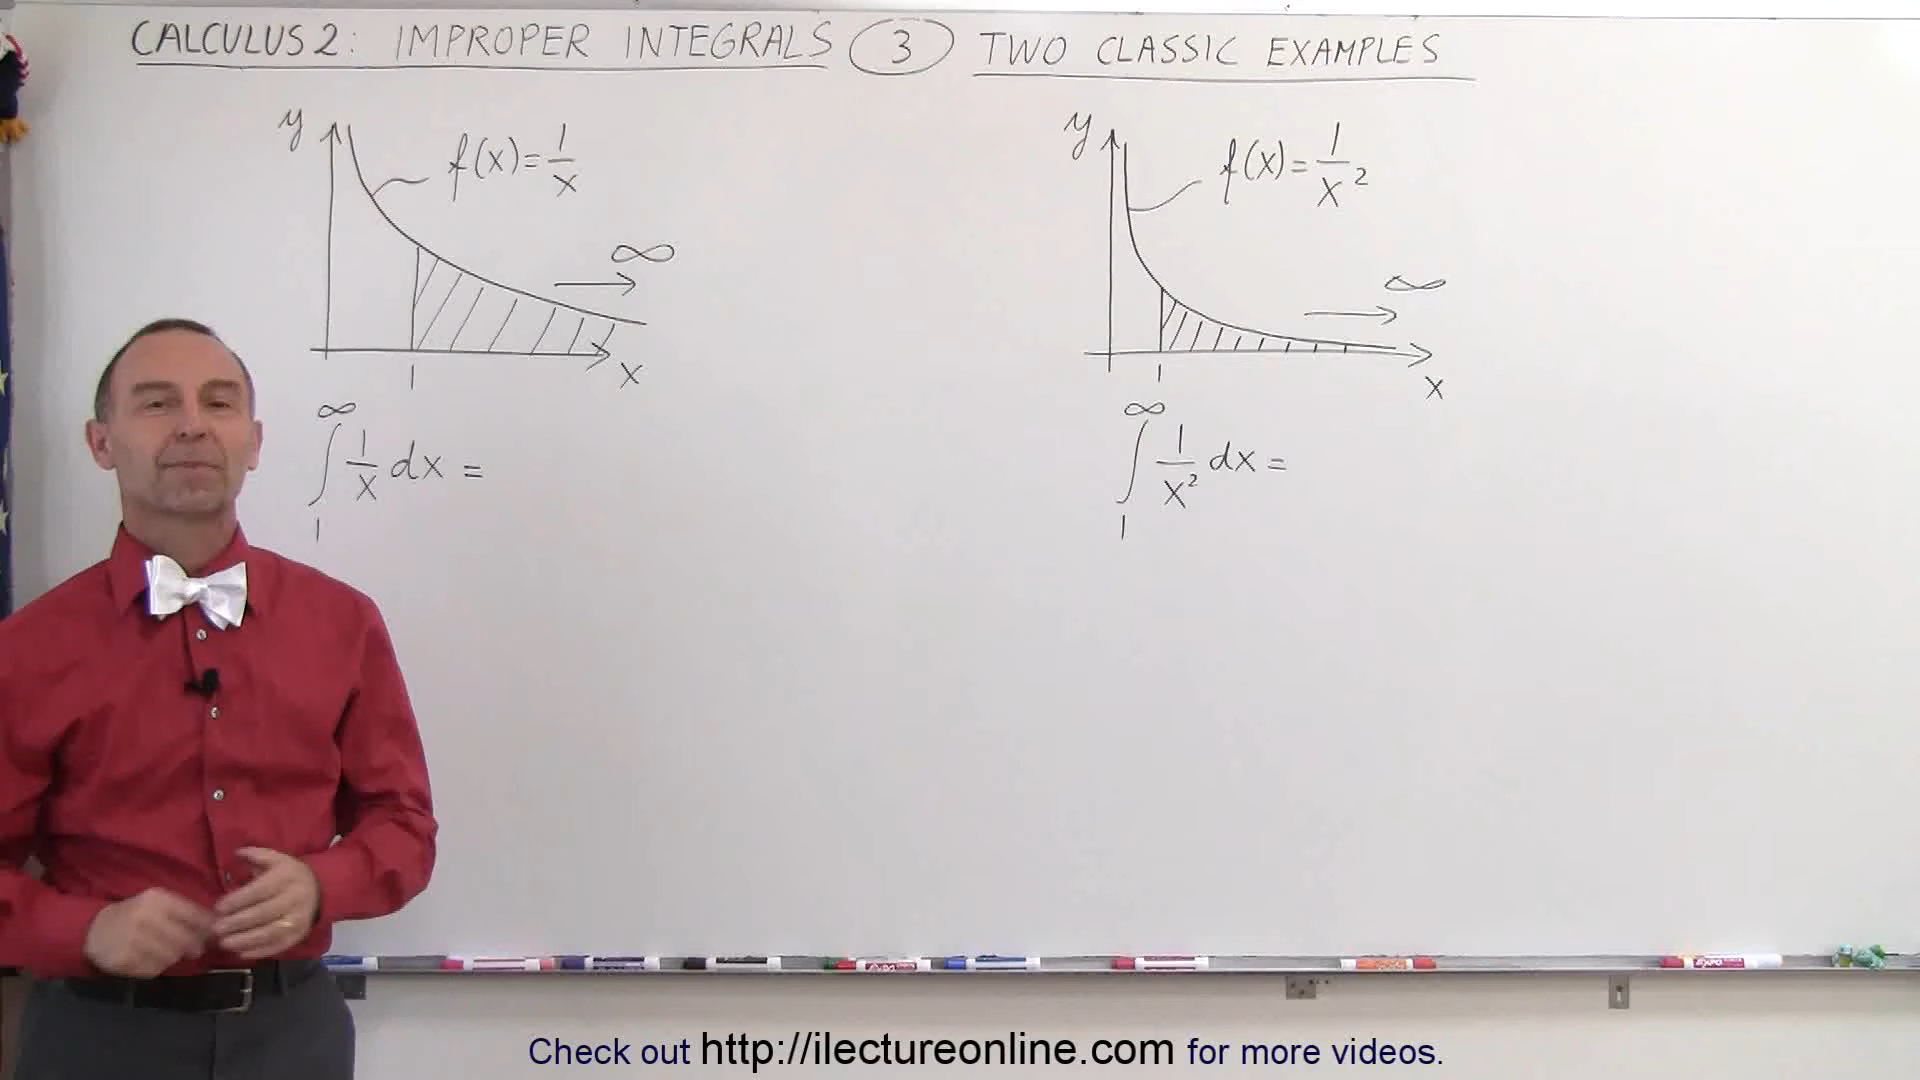 CALCULUS 2: IMPROPER INTEGRALS 3 TWO CLASSIC EXAMPLES
y
f(x)=1/x
∞
x
1
∫₁^∞ 1/x dx =
y
f(x)=1/x²
∞
x
1
∫₁^∞ 1/x² dx =
EXPO
Check out http://ilectureonline.com for more videos.